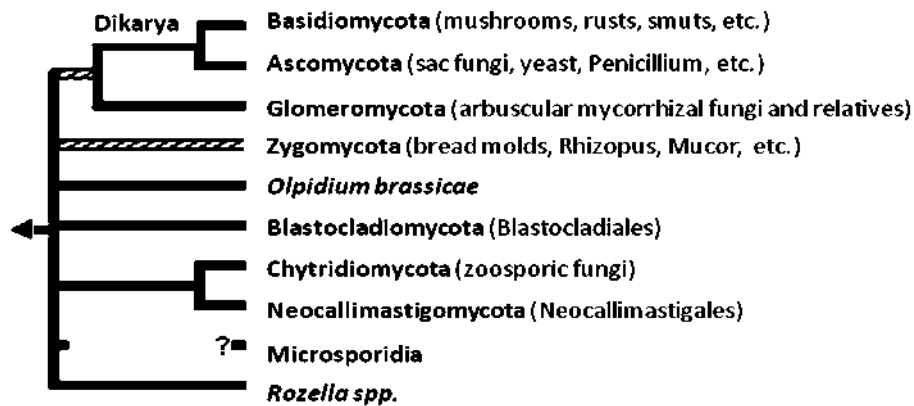 Dikarya
Basidiomycota (mushrooms, rusts, smuts, etc.)
Ascomycota (sac fungi, yeast, Penicillium, etc.)
Glomeromycota (arbuscular mycorrhizal fungi and relatives)
Zygomycota (bread molds, Rhizopus, Mucor, etc.)
Olpidium brassicae
Blastocladiomycota (Blastocladiales)
Chytridiomycota (zoosporic fungi)
Neocallimastigomycota (Neocallimastigales)
? Microsporidia
Rozella spp.